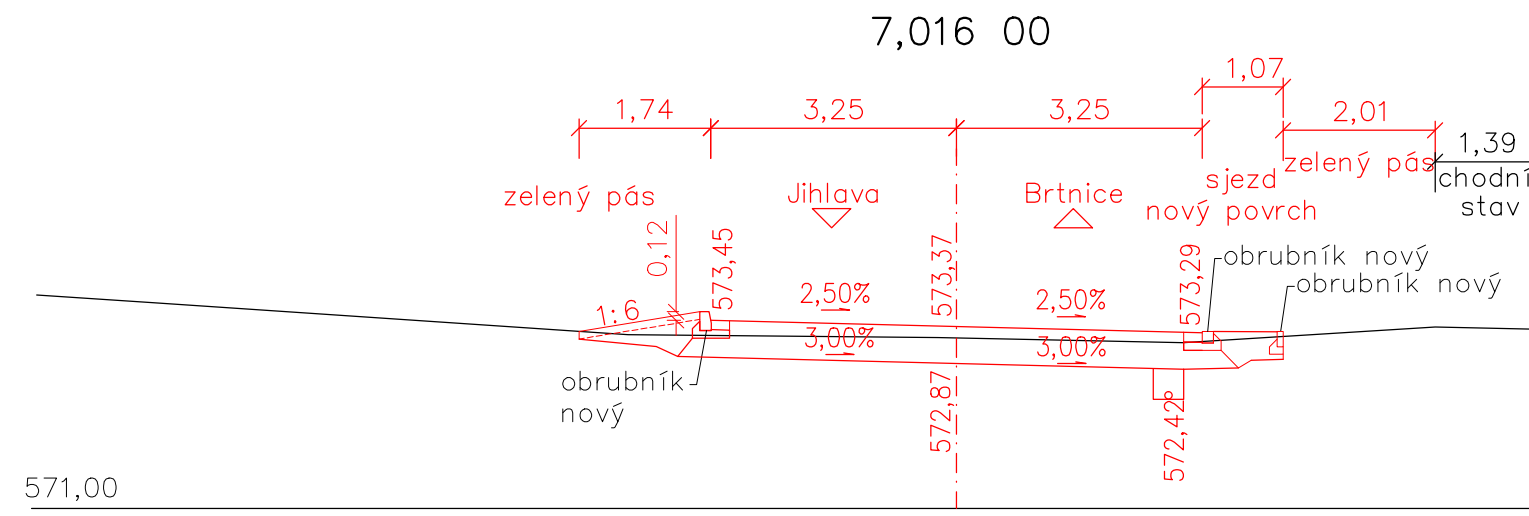 7,016 00
1,07
1,74
3,25
3,25
2,01
1,39
zelený pás
chodní
sjezd
stav
zelený pás
Jihlava
Brtnice
nový povrch
0,12
573,45
573,37
573,29
obrubník nový
obrubník nový
1:6
2,50%
2,50%
3,00%
3,00%
obrubník
nový
572,87
572,42
571,00